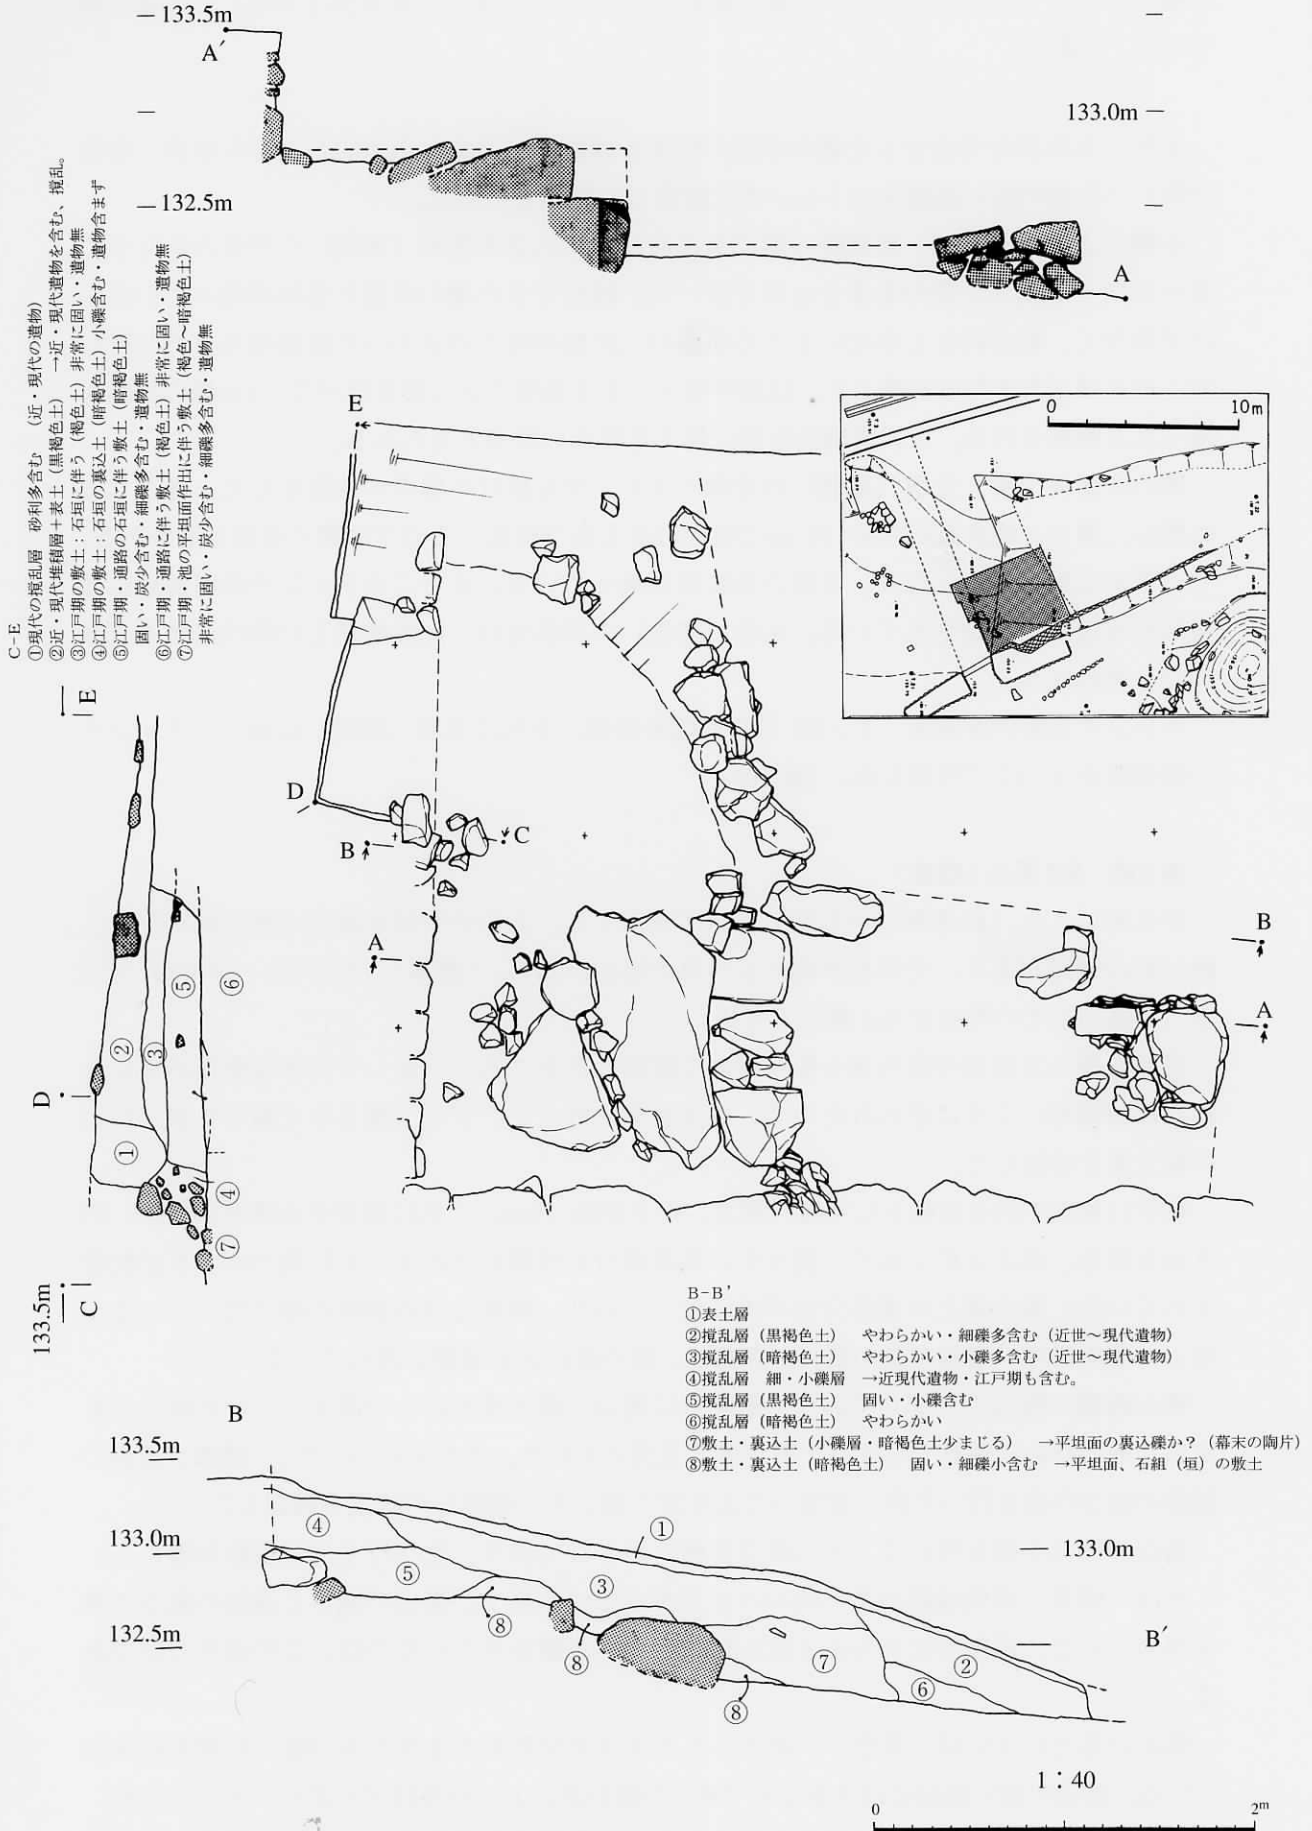 133.5m
A′
133.0m
132.5m
A
C-E
①現代の撹乱層 砂利多含む (近・現代の遺物)
②近・現代堆積層+表土 (黒褐色土) →近・現代遺物を含む、撹乱。
③江戸期の敷土:石垣に伴う (褐色土) 非常に固い・遺物無
④江戸期の敷土:石垣の裏込土 (暗褐色土) 小礫含む・遺物含まず
⑤江戸期・通路の石垣に伴う敷土 (暗褐色土)
固い・炭少含む・細礫多含む・遺物無
⑥江戸期・通路に伴う敷土 (褐色土) 非常に固い・遺物無
⑦江戸期・池の平坦面作出に伴う敷土 (褐色~暗褐色土)
非常に固い・炭少含む・細礫多含む・遺物無
E
0 10m
E
D
B
C
A
B
A
⑤
⑥
②
③
D
①
④
⑦
C
133.5m
B-B'
①表土層
②撹乱層 (黒褐色土) やわらかい・細礫多含む (近世~現代遺物)
③撹乱層 (暗褐色土) やわらかい・小礫多含む (近世~現代遺物)
④撹乱層 細・小礫層 →近現代遺物・江戸期も含む。
⑤撹乱層 (黒褐色土) 固い・小礫含む
⑥撹乱層 (暗褐色土) やわらかい
⑦敷土・裏込土 (小礫層・暗褐色土少まじる) →平坦面の裏込礫か? (幕末の陶片)
⑧敷土・裏込土 (暗褐色土) 固い・細礫小含む →平坦面、石組 (垣) の敷土
B
133.5m
④
①
133.0m
133.0m
⑤
③
⑧
132.5m
⑧
B′
⑦
②
⑥
⑧
1:40
0 2m